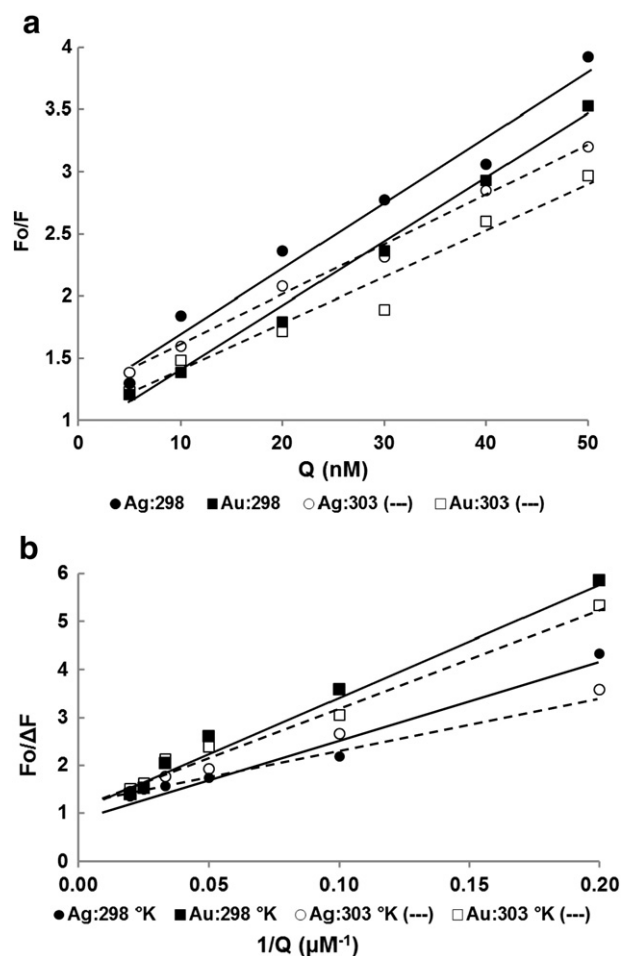 a
4
3.5
3
2.5
2
1.5
1
Fo/F
0 10 20 30 40 50
Q (nM)
●Ag:298 ■Au:298 ○Ag:303 (---) □Au:303 (---)
b
6
5
4
3
2
1
0
Fo/ΔF
0.00 0.05 0.10 0.15 0.20
●Ag:298 °K ■Au:298 °K ○Ag:303 °K (---) □Au:303 °K (---)
1/Q (µM⁻¹)